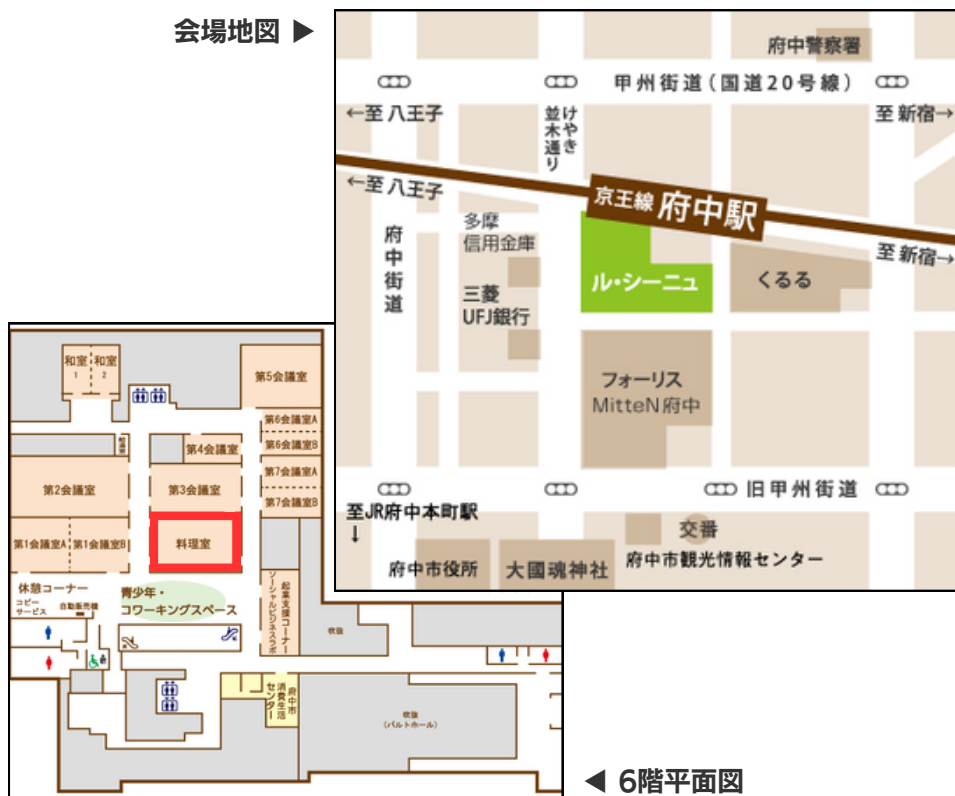 会場地図 ▶
府中警察署
甲州街道(国道20号線)
←至 八王子
けやき
並木通り
至 新宿→
←至 八王子
京王線 府中駅
至 新宿→
府中街道
多摩
信用金庫
三菱
UFJ銀行
ル・シーニュ
くるる
フォーリス
MitteN府中
旧甲州街道
至JR府中本町駅
↓
府中市役所
大國魂神社
交番
府中市観光情報センター
和室
1
和室
2
第5会議室
第6会議室A
第6会議室B
第4会議室
給湯室
第7会議室A
第7会議室B
第2会議室
第3会議室
第1会議室A
第1会議室B
料理室
休憩コーナー
コピー
サービス
自動販売機
青少年・
コワーキングスペース
起業支援コーナー
ソーシャルビジネスラボ
吹抜
府中市
消費生活
センター
吹抜
(バルトホール)
◀ 6階平面図